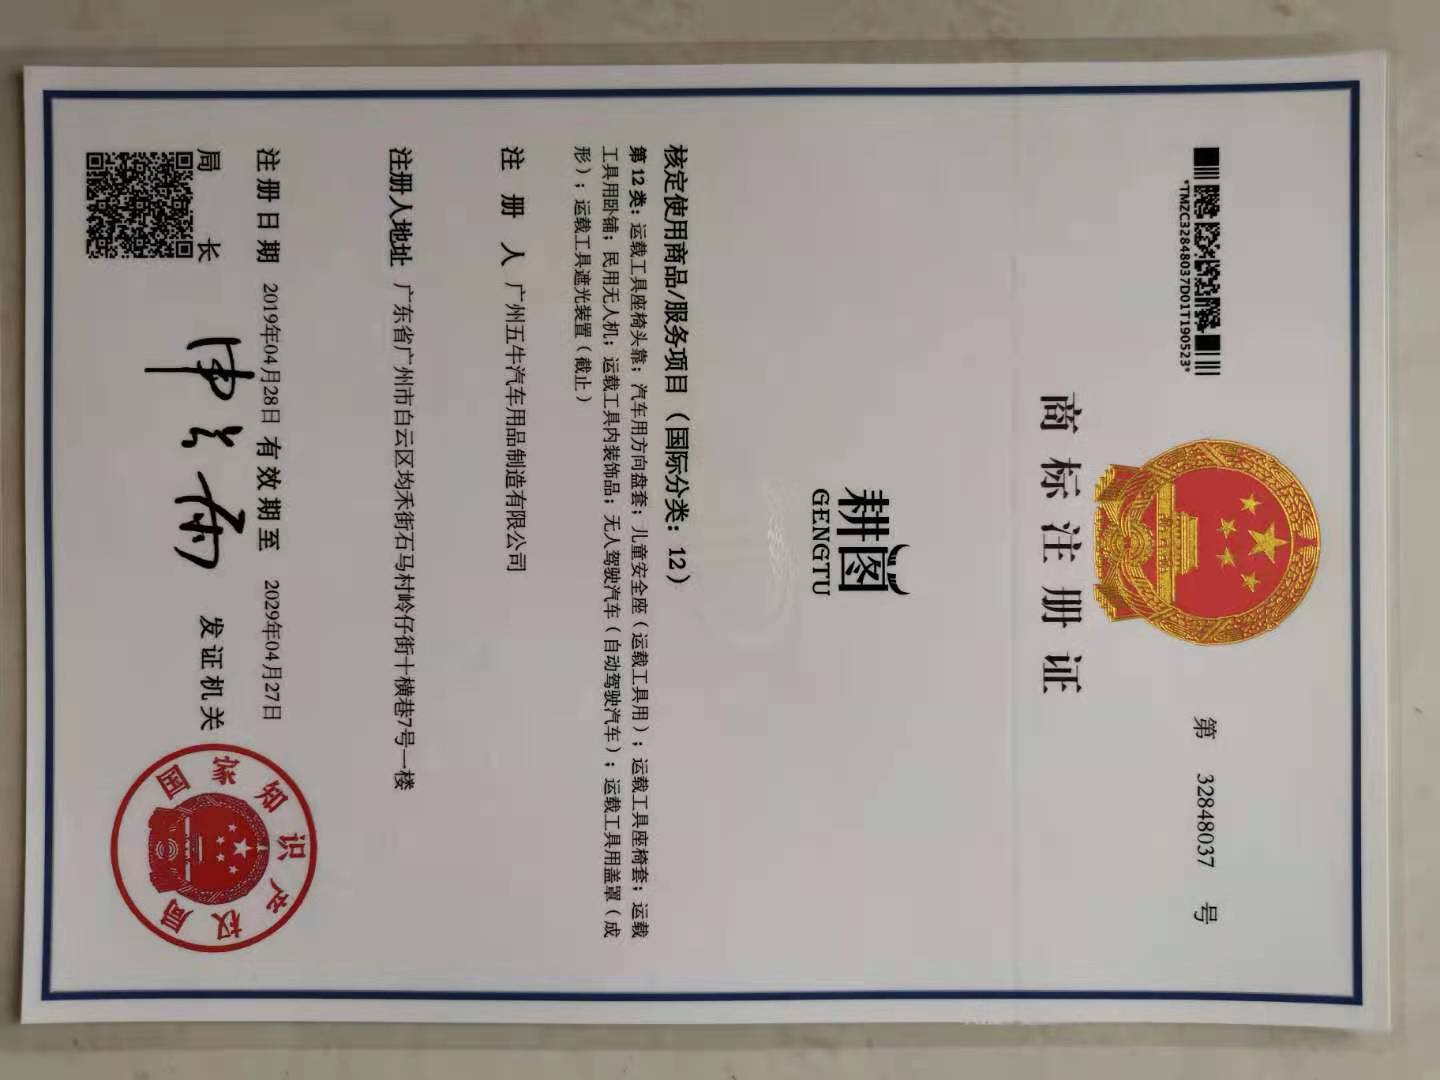 *TMZC32848037D01T190523*
第 32848037 号
商标注册证
耕图
GENGTU
核定使用商品/服务项目（国际分类：12）
第12类：运载工具座椅头靠；汽车用方向盘套；儿童安全座（运载工具用）；运载工具座椅套；运载
工具用卧铺；民用无人机；运载工具内装饰品；无人驾驶汽车（自动驾驶汽车）；运载工具用盖罩（成
形）；运载工具遮光装置（截止）
注册人 广州五牛汽车用品制造有限公司
注册人地址 广东省广州市白云区均禾街石马村岭仔街十横巷7号一楼
注册日期 2019年04月28日 有效期至 2029年04月27日
局长 申长雨 发证机关
国家知识产权局